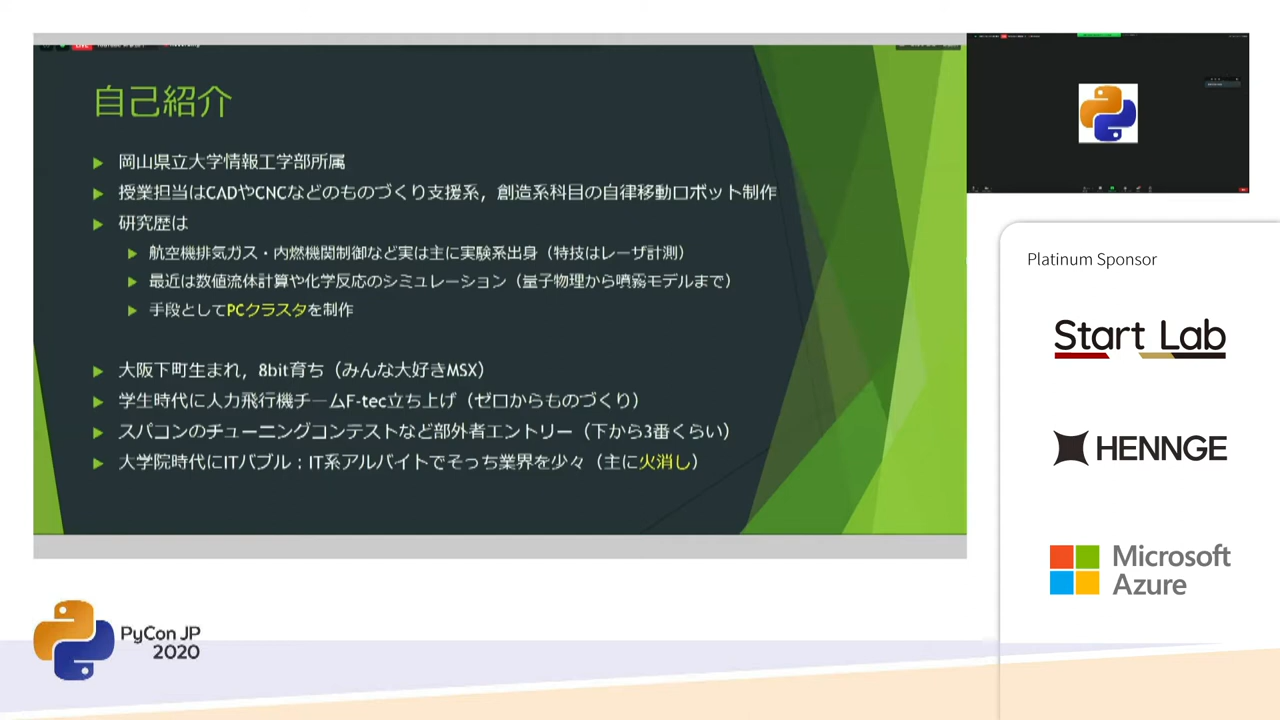 LIVE
自己紹介
岡山県立大学情報工学部所属
授業担当はCADやCNCなどのものづくり支援系，創造系科目の自律移動ロボット制作
研究歴は
航空機排気ガス・内燃機関制御など実は主に実験系出身（特技はレーザ計測）
最近は数値流体計算や化学反応のシミュレーション（量子物理から噴霧モデルまで）
手段としてPCクラスタを制作
大阪下町生まれ，8bit育ち（みんな大好きMSX）
学生時代に人力飛行機チームF-tec立ち上げ（ゼロからものづくり）
スパコンのチューニングコンテストなど部外者エントリー（下から3番くらい）
大学院時代にITバブル：IT系アルバイトでそっち業界を少々（主に火消し）
Platinum Sponsor
Start Lab
HENNGE
Microsoft
Azure
PyCon JP
2020